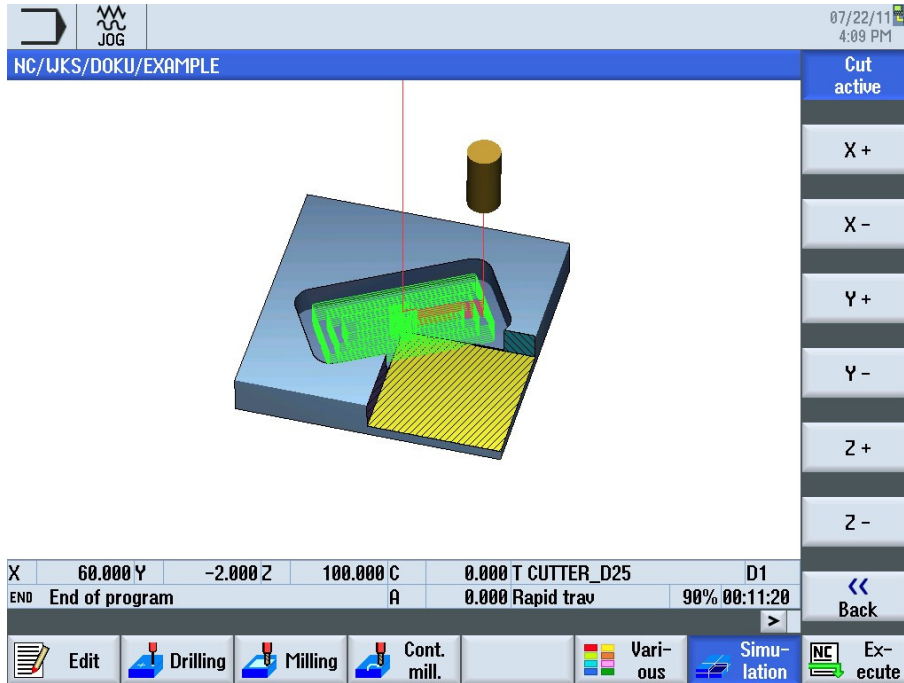 JOG
07/22/11
4:09 PM
NC/WKS/DOKU/EXAMPLE
Cut
active
X +
X -
Y +
Y -
Z +
Z -
X 60.000 Y -2.000 Z 100.000 C 0.000 T CUTTER_D25 D1
END End of program A 0.000 Rapid trav 90% 00:11:20
<<
Back
>
Edit
Drilling
Milling
Cont.
mill.
Vari-
ous
Simu-
lation
NC
Ex-
ecute